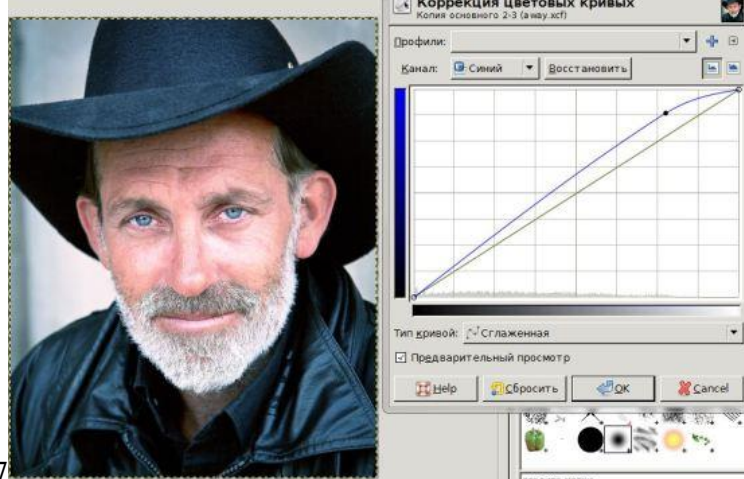 Коррекция цветовых кривых
Копия основного 2-3 (away.xcf)
Профили:
Канал: Синий Восстановить
Тип кривой: Сглаженная
Предварительный просмотр
Help Сбросить OK Cancel
7